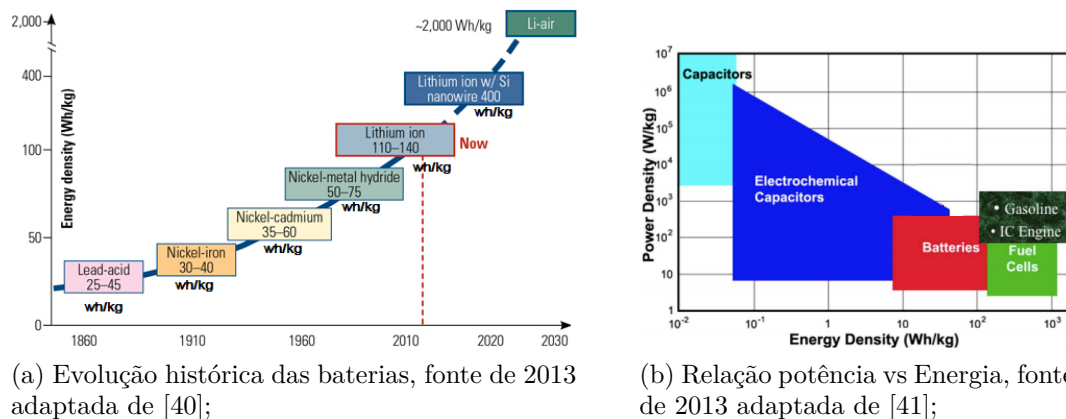 2,000
400
100
50
0
Energy density (Wh/kg)
~2,000 Wh/kg
Li-air
Lithium ion w/ Si
nanowire 400
wh/kg
Lithium ion
110–140
Now
wh/kg
Nickel-metal hydride
50–75
wh/kg
Nickel-cadmium
35–60
wh/kg
Nickel-iron
30–40
wh/kg
Lead-acid
25–45
wh/kg
1860
1910
1960
2010
2020
2030
(a) Evolução histórica das baterias, fonte de 2013
adaptada de [40];
10⁷
10⁶
10⁵
10⁴
10³
10²
10
1
Power Density (W/kg)
Capacitors
Electrochemical
Capacitors
Batteries
• Gasoline
• IC Engine
Fuel
Cells
10⁻²
10⁻¹
1
10
10²
10³
Energy Density (Wh/kg)
(b) Relação potência vs Energia, fonte
de 2013 adaptada de [41];